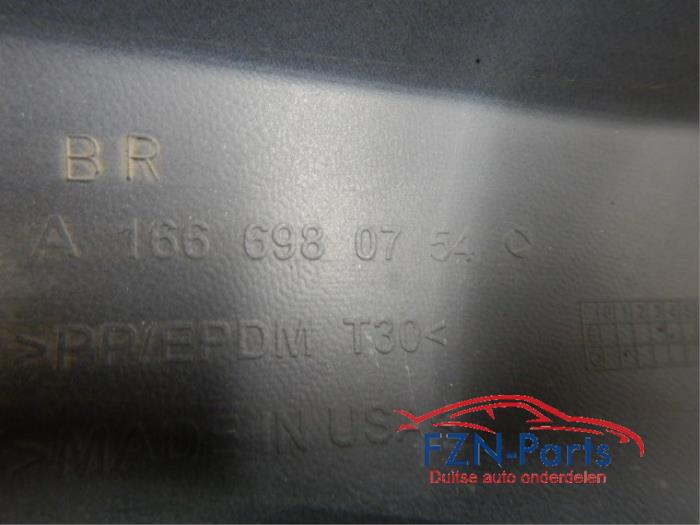 BR
A 166 698 07 54
>PP/EPDM T30<
>MADE IN USA
FZN-Parts
Duitse auto onderdelen